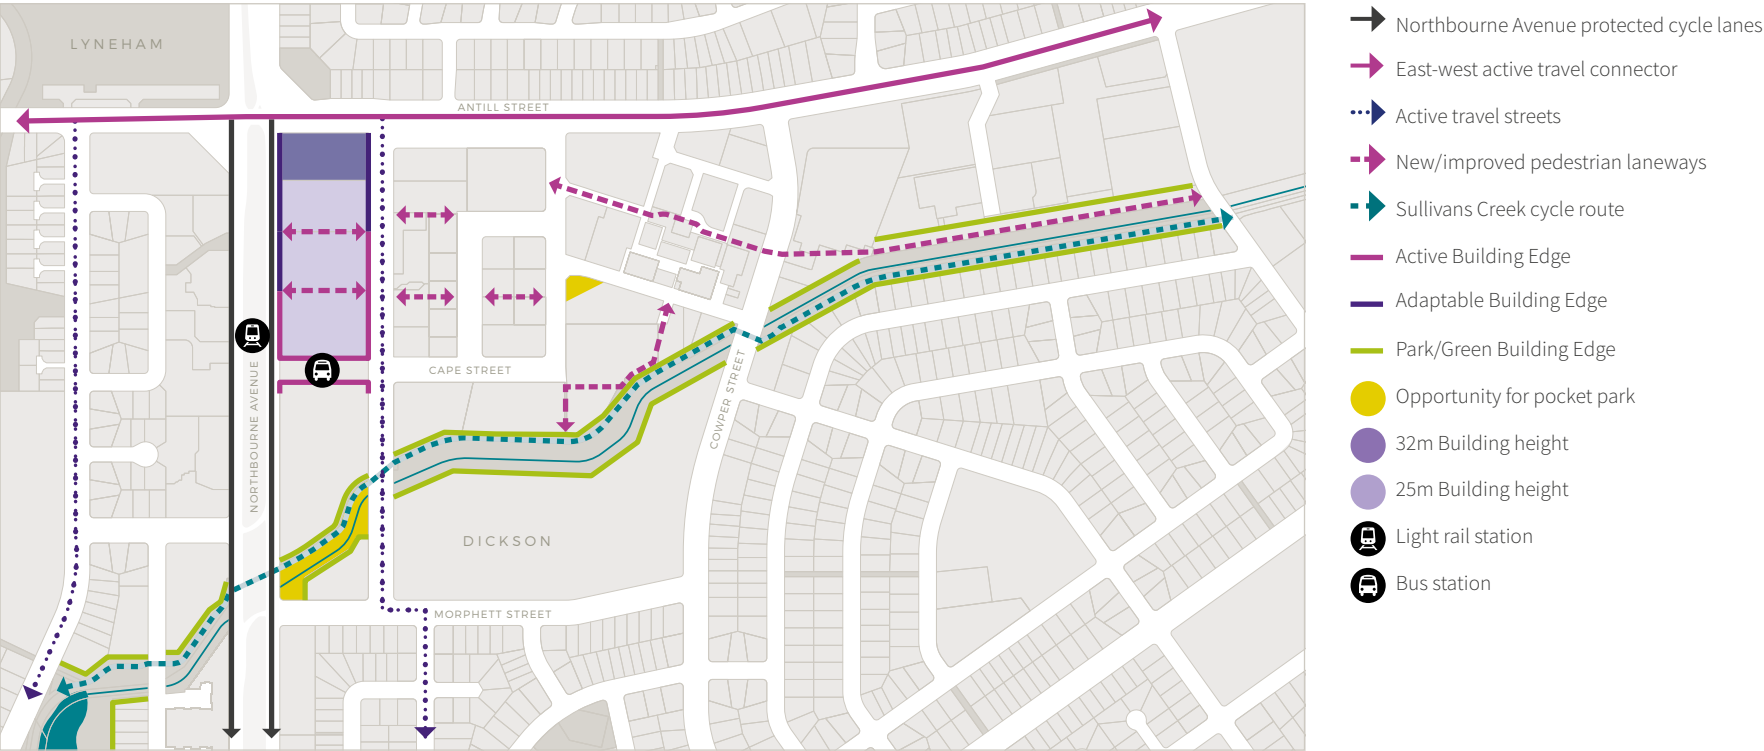 LYNEHAM
ANTILL STREET
CAPE STREET
NORTHBOURNE AVENUE
COWPER STREET
DICKSON
MORPHETT STREET
Northbourne Avenue protected cycle lanes
East-west active travel connector
Active travel streets
New/improved pedestrian laneways
Sullivans Creek cycle route
Active Building Edge
Adaptable Building Edge
Park/Green Building Edge
Opportunity for pocket park
32m Building height
25m Building height
Light rail station
Bus station